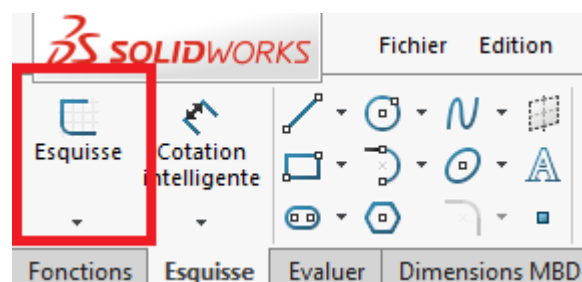 SOLIDWORKS
Fichier Edition
Esquisse
Cotation
intelligente
Fonctions Esquisse Evaluer Dimensions MBD